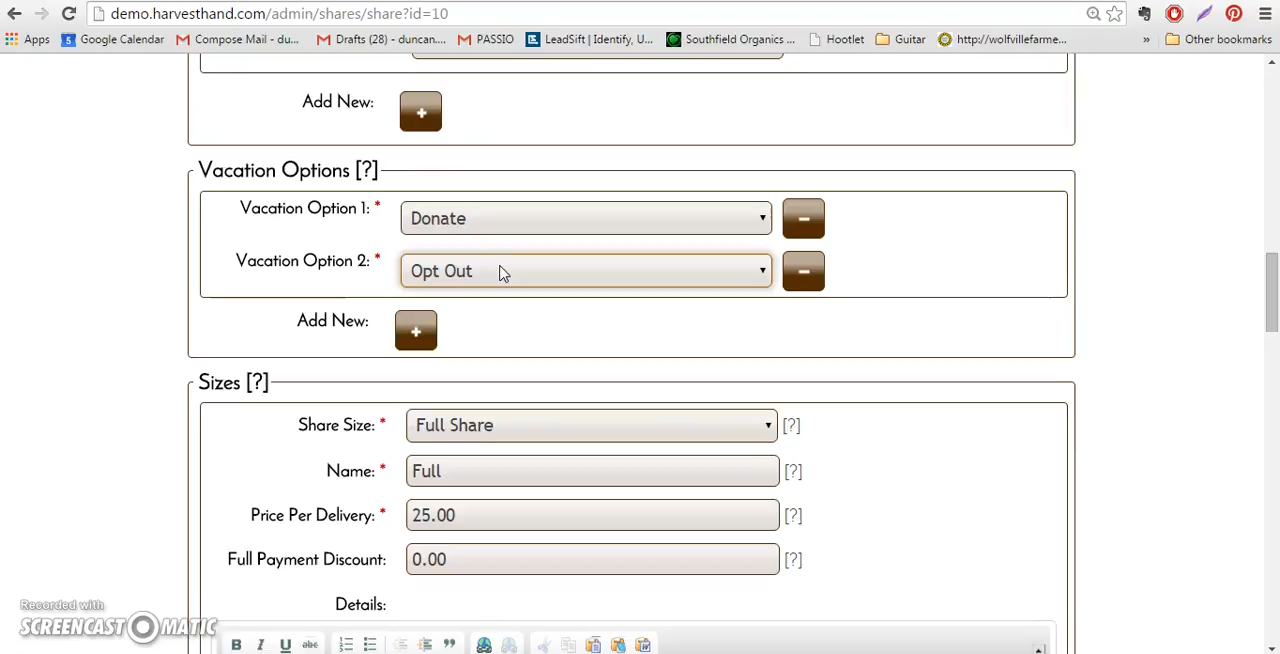 demo.harvesthand.com/admin/shares/share?id=10
Apps
Google Calendar
Compose Mail - du...
Drafts (28) - duncan....
PASSIO
LeadSift | Identify, U...
Southfield Organics ...
Hootlet
Guitar
http://wolfvillefarme...
»
Other bookmarks
Add New:
+
Vacation Options [?]
Vacation Option 1: *
Donate
-
Vacation Option 2: *
Opt Out
-
Add New:
+
Sizes [?]
Share Size: *
Full Share
[?]
Name: *
Full
[?]
Price Per Delivery: *
25.00
[?]
Full Payment Discount:
0.00
[?]
Details:
B I U abc
Recorded with
SCREENCAST-O-MATIC